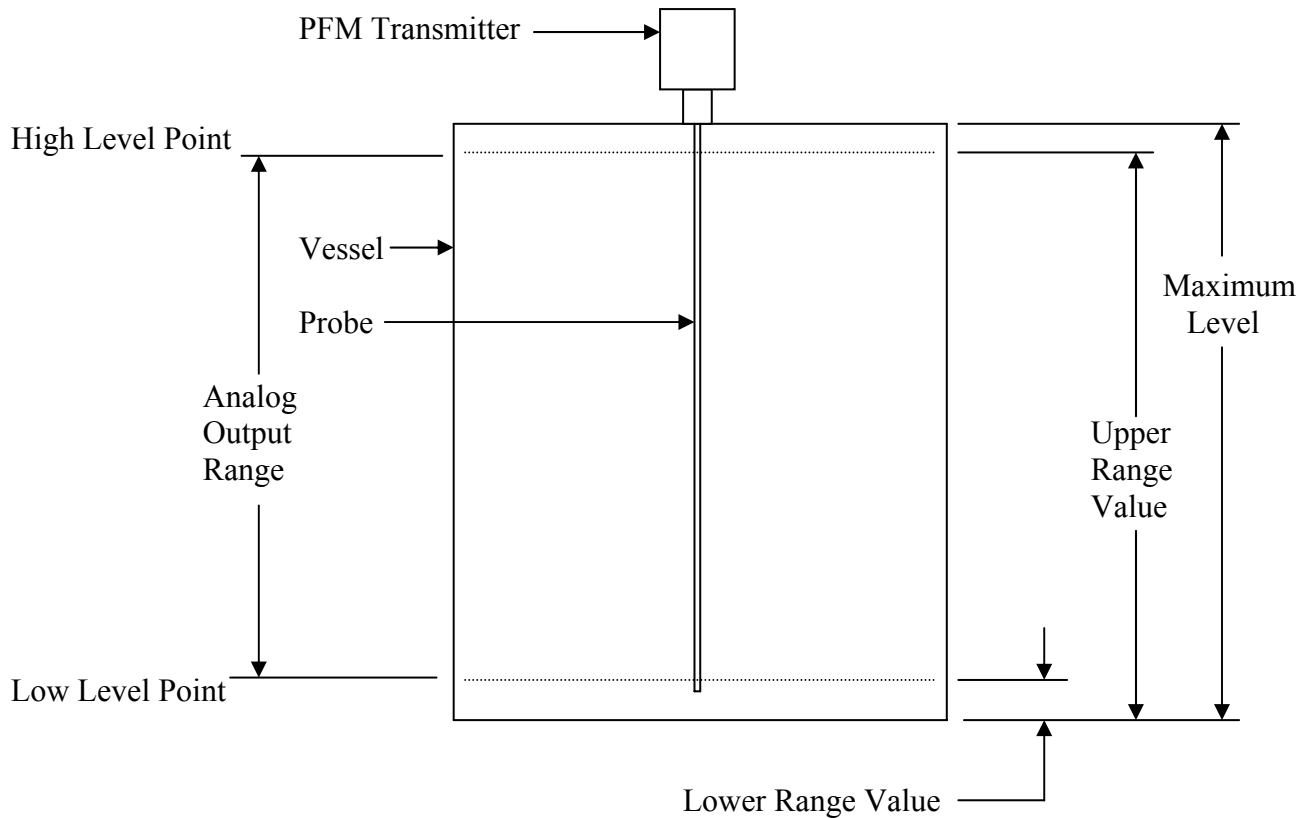 PFM Transmitter
High Level Point
Vessel
Probe
Maximum
Level
Analog
Output
Range
Upper
Range
Value
Low Level Point
Lower Range Value